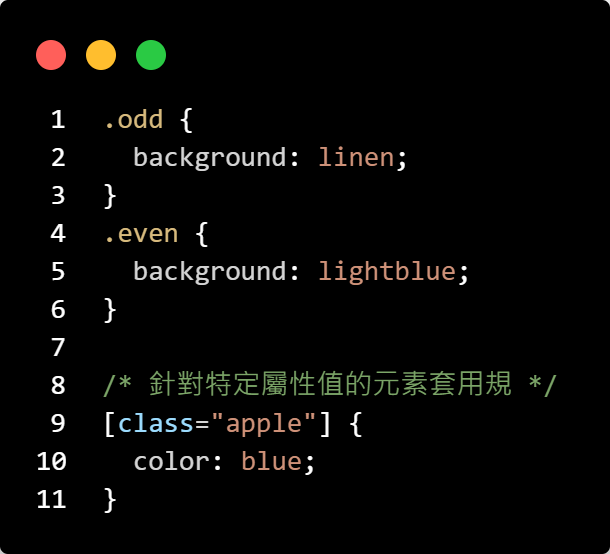 1 .odd {
2   background: linen;
3 }
4 .even {
5   background: lightblue;
6 }
7
8 /* 針對特定屬性值的元素套用規 */
9 [class="apple"] {
10   color: blue;
11 }